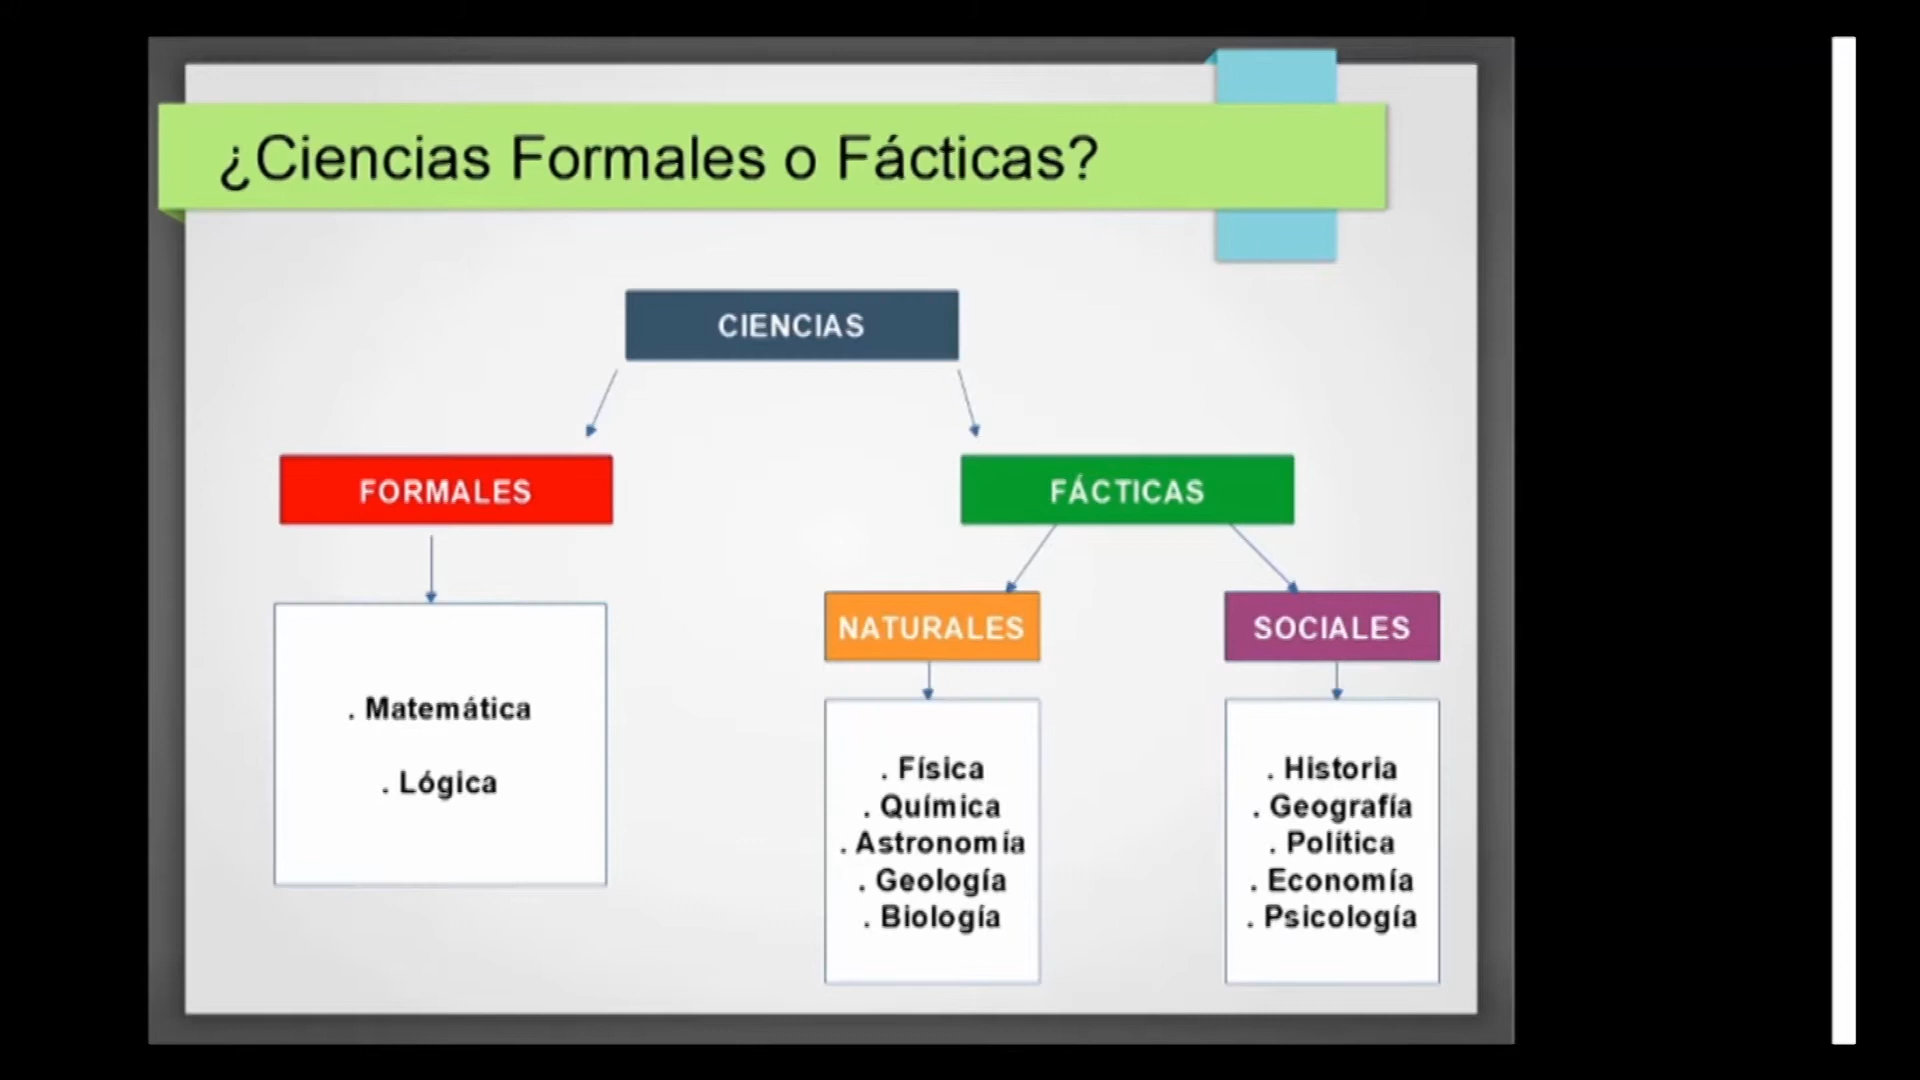 ¿Ciencias Formales o Fácticas?
CIENCIAS
FORMALES
FÁCTICAS
NATURALES
SOCIALES
. Matemática
. Lógica
. Física
. Química
. Astronomía
. Geología
. Biología
. Historia
. Geografía
. Política
. Economía
. Psicología